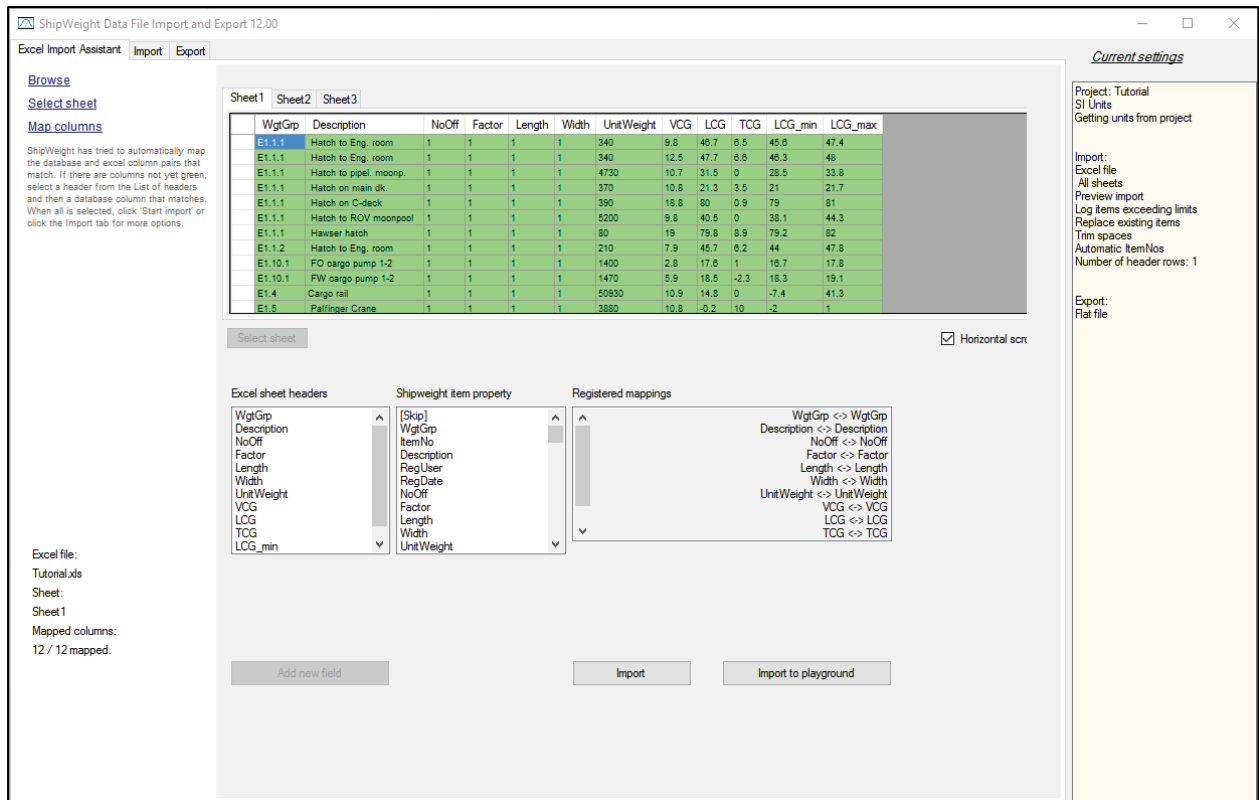 ShipWeight Data File Import and Export 12.00
Excel Import Assistant Import Export
Current settings
Browse
Select sheet
Map columns
ShipWeight has tried to automatically map
the database and excel column pairs that
match. If there are columns not yet green,
select a header from the List of headers
and then a database column that matches.
When all is selected, click 'Start import' or
click the Import tab for more options.
Sheet1 Sheet2 Sheet3
WgtGrp Description NoOff Factor Length Width UnitWeight VCG LCG TCG LCG_min LCG_max
E1.1.1 Hatch to Eng. room 1 1 1 1 340 9.8 46.7 6.5 45.6 47.4
E1.1.1 Hatch to Eng. room 1 1 1 1 340 12.5 47.7 6.6 46.3 48
E1.1.1 Hatch to pipel. moonp. 1 1 1 1 4730 10.7 31.5 0 28.5 33.8
E1.1.1 Hatch on main dk. 1 1 1 1 370 10.8 21.3 3.5 21 21.7
E1.1.1 Hatch on C-deck 1 1 1 1 390 18.8 80 0.9 79 81
E1.1.1 Hatch to ROV moonpool 1 1 1 1 5200 9.8 40.5 0 38.1 44.3
E1.1.1 Hawser hatch 1 1 1 1 80 19 79.8 8.9 79.2 82
E1.1.2 Hatch to Eng. room 1 1 1 1 210 7.9 45.7 6.2 44 47.8
E1.10.1 FO cargo pump 1-2 1 1 1 1 1400 2.8 17.6 1 16.7 17.8
E1.10.1 FW cargo pump 1-2 1 1 1 1 1470 5.9 18.5 -2.3 18.3 19.1
E1.4 Cargo rail 1 1 1 1 50930 10.9 14.8 0 -7.4 41.3
E1.5 Palfinger Crane 1 1 1 1 3880 10.8 -0.2 10 -2 1
Select sheet
Horizontal scro
Excel sheet headers
WgtGrp
Description
NoOff
Factor
Length
Width
UnitWeight
VCG
LCG
TCG
LCG_min
Shipweight item property
[Skip]
WgtGrp
ItemNo
Description
RegUser
RegDate
NoOff
Factor
Length
Width
UnitWeight
Registered mappings
WgtGrp <-> WgtGrp
Description <-> Description
NoOff <-> NoOff
Factor <-> Factor
Length <-> Length
Width <-> Width
UnitWeight <-> UnitWeight
VCG <-> VCG
LCG <-> LCG
TCG <-> TCG
Excel file:
Tutorial.xls
Sheet:
Sheet1
Mapped columns:
12 / 12 mapped.
Add new field
Import
Import to playground
Project: Tutorial
SI Units
Getting units from project
Import:
Excel file
All sheets
Preview import
Log items exceeding limits
Replace existing items
Trim spaces
Automatic ItemNos
Number of header rows: 1
Export:
Flat file